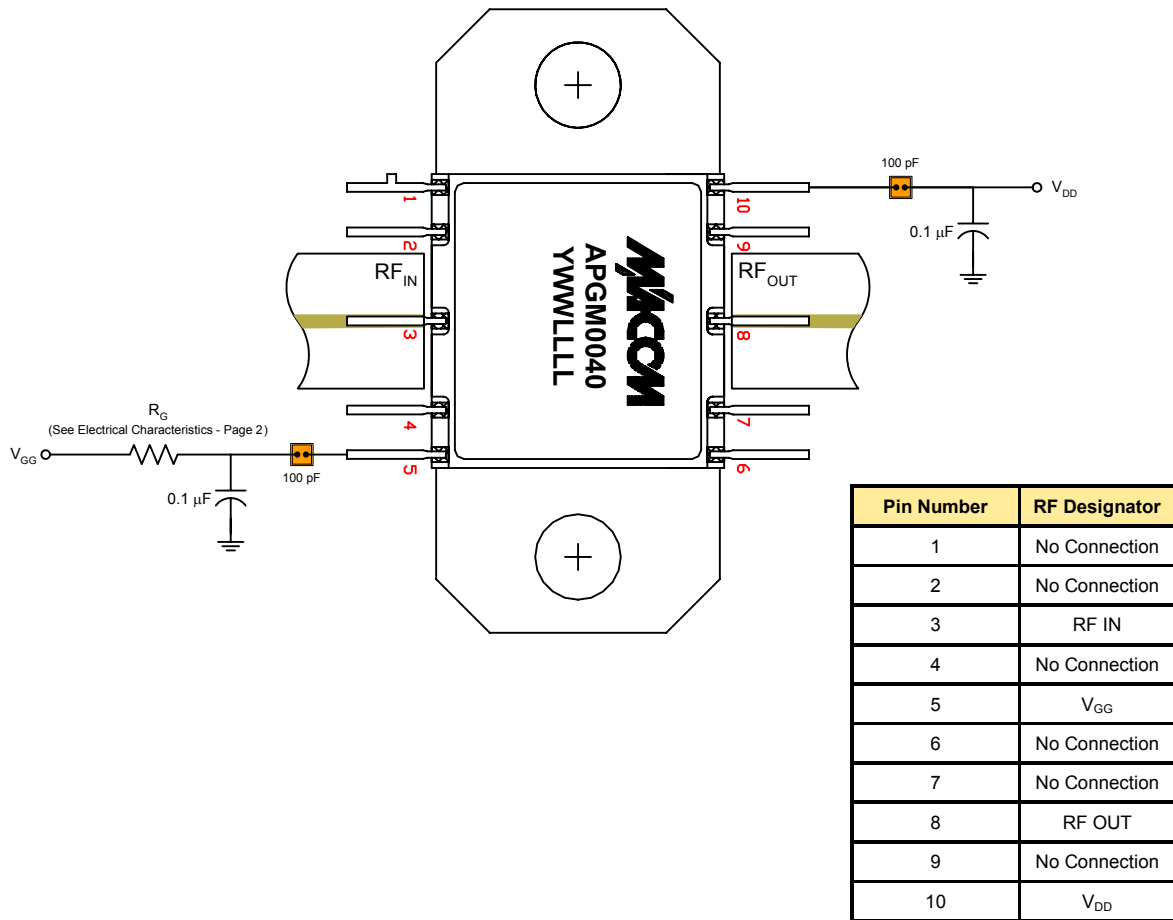 100 pF
V_DD
0.1 µF
1
2
3
4
5
10
9
8
7
6
RF_IN
RF_OUT
M/ACOM
APGM0040
YWWLLLL
R_G
(See Electrical Characteristics - Page 2)
V_GG
100 pF
0.1 µF
Pin Number RF Designator
1 No Connection
2 No Connection
3 RF IN
4 No Connection
5 V_GG
6 No Connection
7 No Connection
8 RF OUT
9 No Connection
10 V_DD